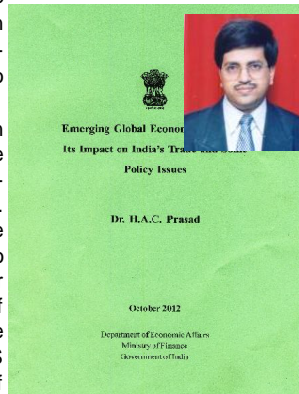 Emerging Global
Its Impact on India's
Policy Issues
Dr. H.A.C. Prasad
October 2012
Department of Economic Affairs
Ministry of Finance
Government of India